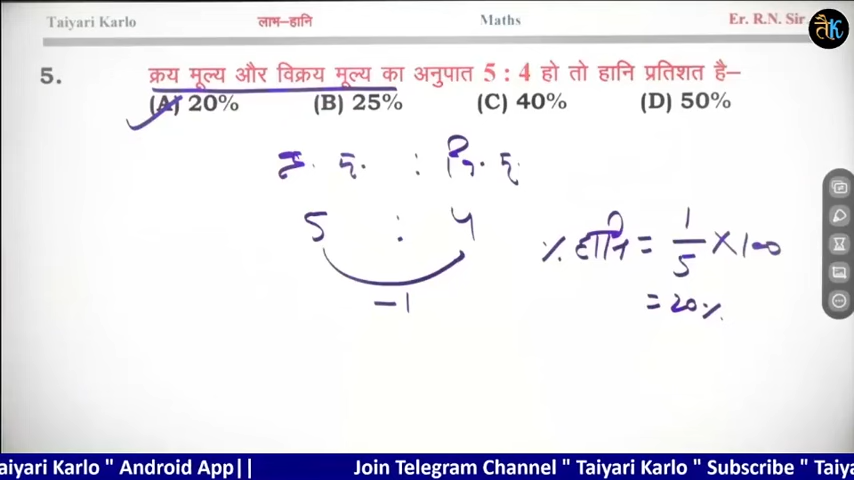 Taiyari Karlo लाभ–हानि Maths Er. R.N. Sir
तैK
5. क्रय मूल्य और विक्रय मूल्य का अनुपात 5 : 4 हो तो हानि प्रतिशत है–
(A) 20% (B) 25% (C) 40% (D) 50%
क्र. मू. : वि. मू.
5 : 4
-1
% हानि = 1/5 × 100
= 20%
aiyari Karlo " Android App|| Join Telegram Channel " Taiyari Karlo " Subscribe " Taiya